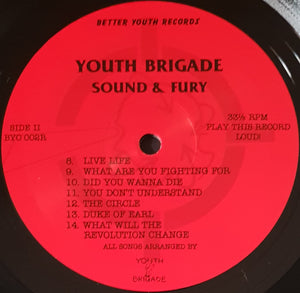 BETTER YOUTH RECORDS
YOUTH BRIGADE
SOUND & FURY
SIDE II
BYO 002R
33⅓ RPM
PLAY THIS RECORD
LOUD!
8. LIVE LIFE
9. WHAT ARE YOU FIGHTING FOR
10. DID YOU WANNA DIE
11. YOU DON'T UNDERSTAND
12. THE CIRCLE
13. DUKE OF EARL
14. WHAT WILL THE
REVOLUTION CHANGE
ALL SONGS ARRANGED BY
YOUTH
BRIGADE